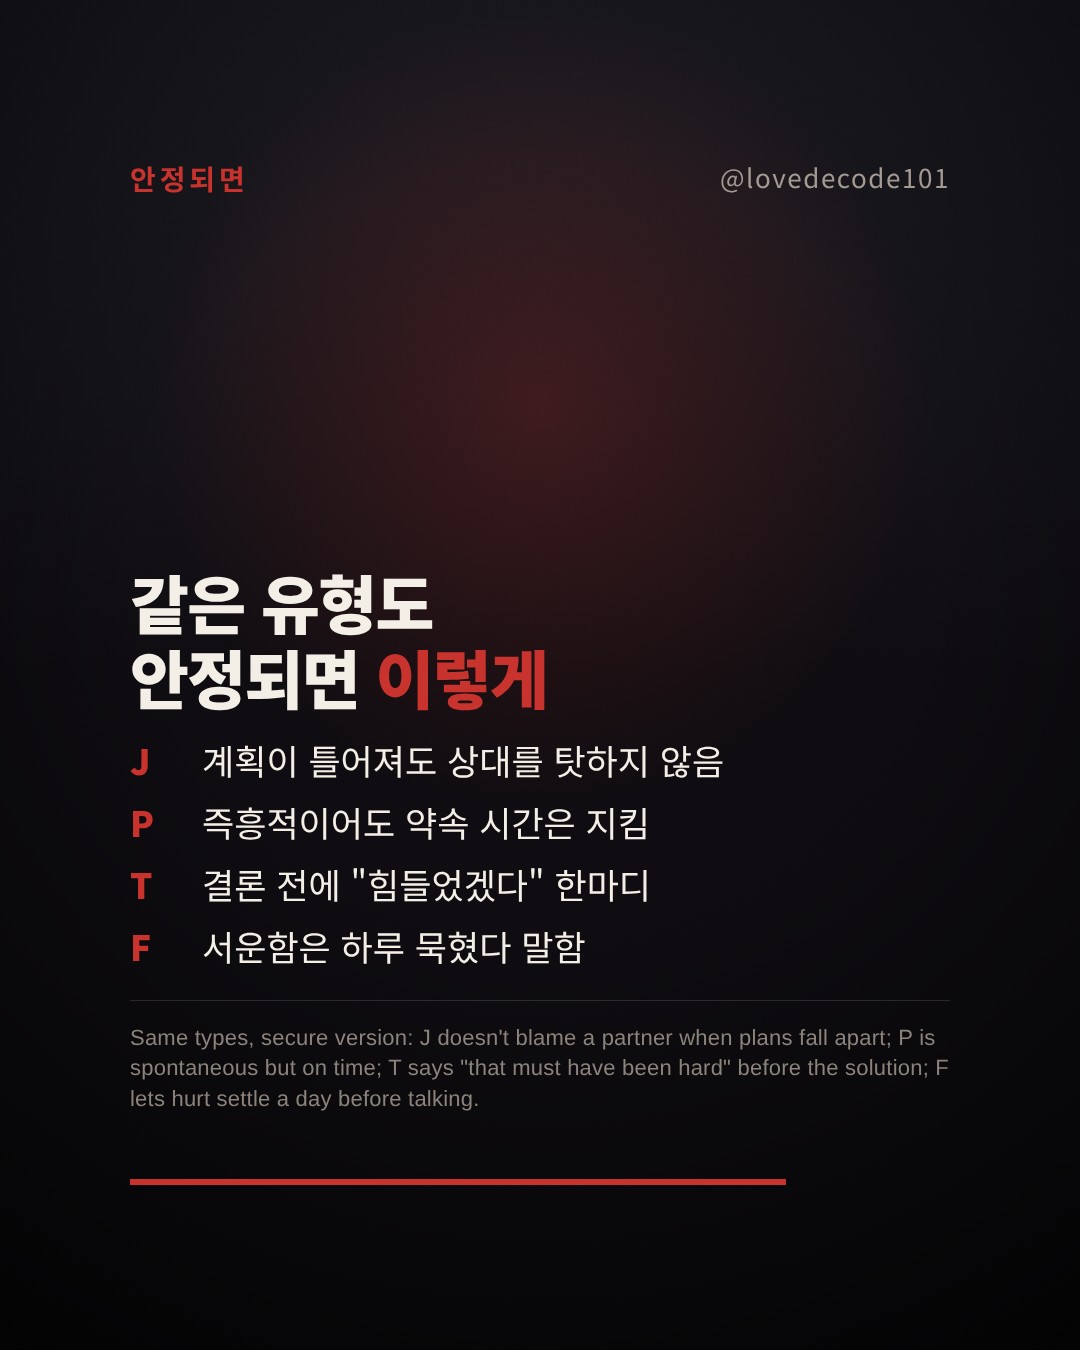 안정되면
@lovedecode101
같은 유형도
안정되면 이렇게
J 계획이 틀어져도 상대를 탓하지 않음
P 즉흥적이어도 약속 시간은 지킴
T 결론 전에 "힘들었겠다" 한마디
F 서운함은 하루 묵혔다 말함
Same types, secure version: J doesn't blame a partner when plans fall apart; P is
spontaneous but on time; T says "that must have been hard" before the solution; F
lets hurt settle a day before talking.